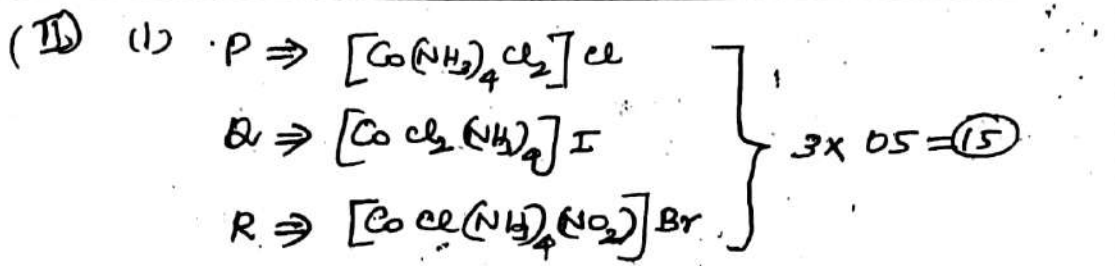 (II) (1) P ⇒ [Co(NH₃)₄Cl₂]Cl
Q ⇒ [Co Cl₂ (NH₃)₄] I
3 × 05 = 15
R ⇒ [Co Cl (NH₃)₄ (NO₂)] Br